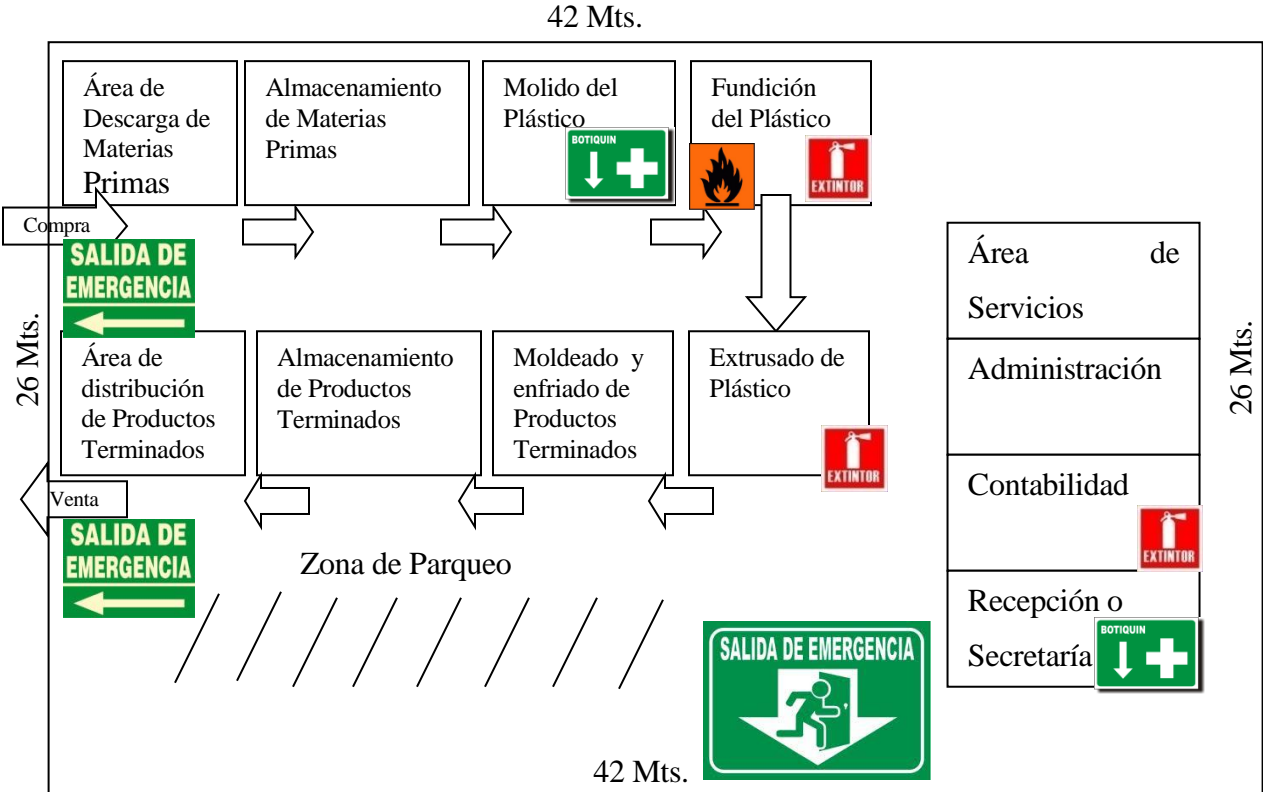 42 Mts.
Área de
Descarga de
Materias
Primas
Almacenamiento
de Materias
Primas
Molido del
Plástico
BOTIQUIN
Fundición
del Plástico
EXTINTOR
Compra
SALIDA DE
EMERGENCIA
Área de
Servicios
Administración
Contabilidad
EXTINTOR
Recepción o
Secretaría
BOTIQUIN
26 Mts.
26 Mts.
Área de
distribución
de Productos
Terminados
Almacenamiento
de Productos
Terminados
Moldeado y
enfriado de
Productos
Terminados
Extrusado de
Plástico
EXTINTOR
Venta
SALIDA DE
EMERGENCIA
Zona de Parqueo
SALIDA DE EMERGENCIA
42 Mts.